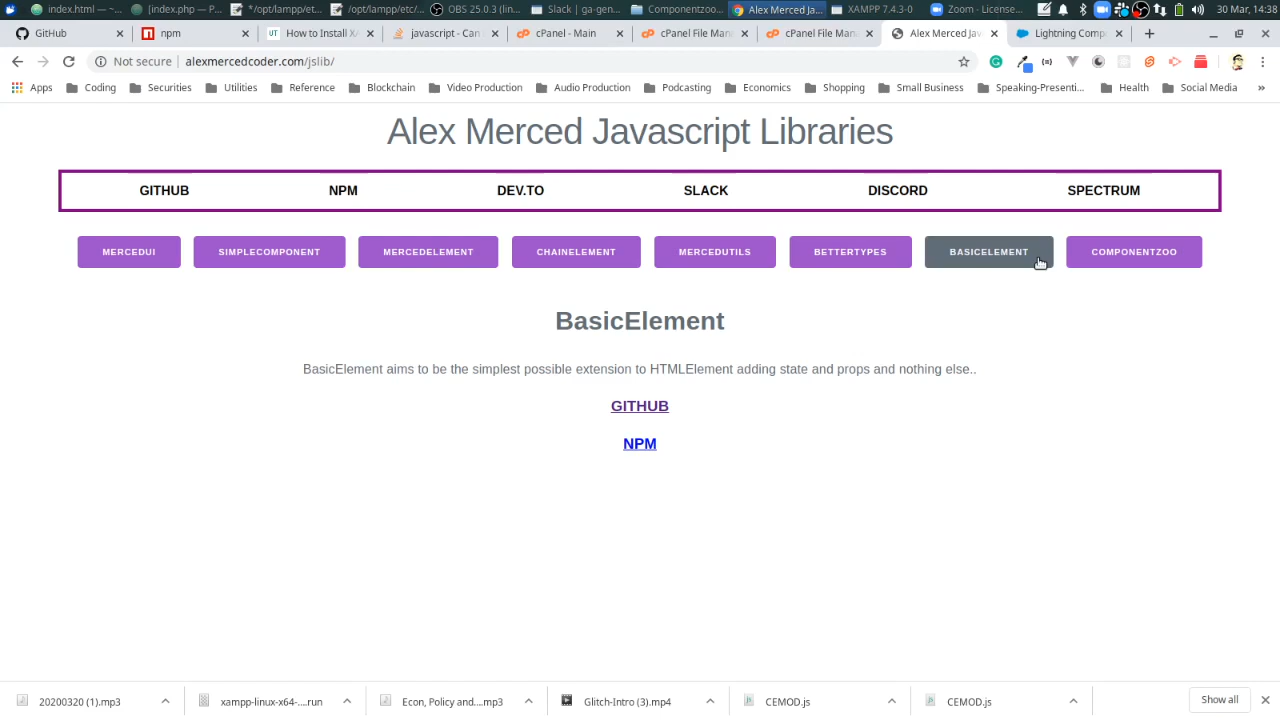 index.html — ~... [index.php — P... *opt/lampp/et... /opt/lampp/etc/... OBS 25.0.3 (lin... Slack | ga-gen... Componentzoo... Alex Merced Ja... XAMPP 7.4.3-0 Zoom - License... 30 Mar, 14:38
GitHub npm How to Install XA javascript - Can cPanel - Main cPanel File Man cPanel File Mana Alex Merced Jav Lightning Compo
Not secure | alexmercedcoder.com/jslib/
Apps Coding Securities Utilities Reference Blockchain Video Production Audio Production Podcasting Economics Shopping Small Business Speaking-Presenti... Health Social Media »
Alex Merced Javascript Libraries
GITHUB NPM DEV.TO SLACK DISCORD SPECTRUM
MERCEDUI SIMPLECOMPONENT MERCEDELEMENT CHAINELEMENT MERCEDUTILS BETTERTYPES BASICELEMENT COMPONENTZOO
BasicElement
BasicElement aims to be the simplest possible extension to HTMLElement adding state and props and nothing else..
GITHUB
NPM
20200320 (1).mp3 xampp-linux-x64-....run Econ, Policy and....mp3 Glitch-Intro (3).mp4 CEMOD.js CEMOD.js Show all